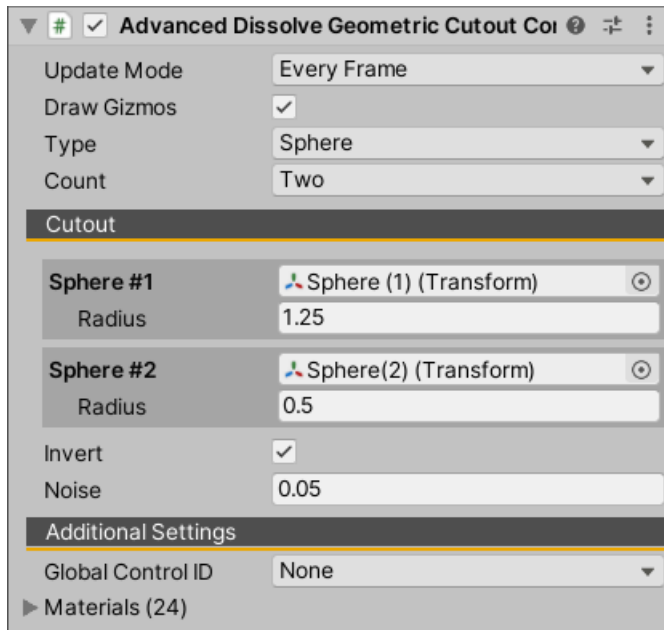 # Advanced Dissolve Geometric Cutout Co
Update Mode Every Frame
Draw Gizmos
Type Sphere
Count Two
Cutout
Sphere #1 Sphere (1) (Transform)
Radius 1.25
Sphere #2 Sphere(2) (Transform)
Radius 0.5
Invert
Noise 0.05
Additional Settings
Global Control ID None
Materials (24)